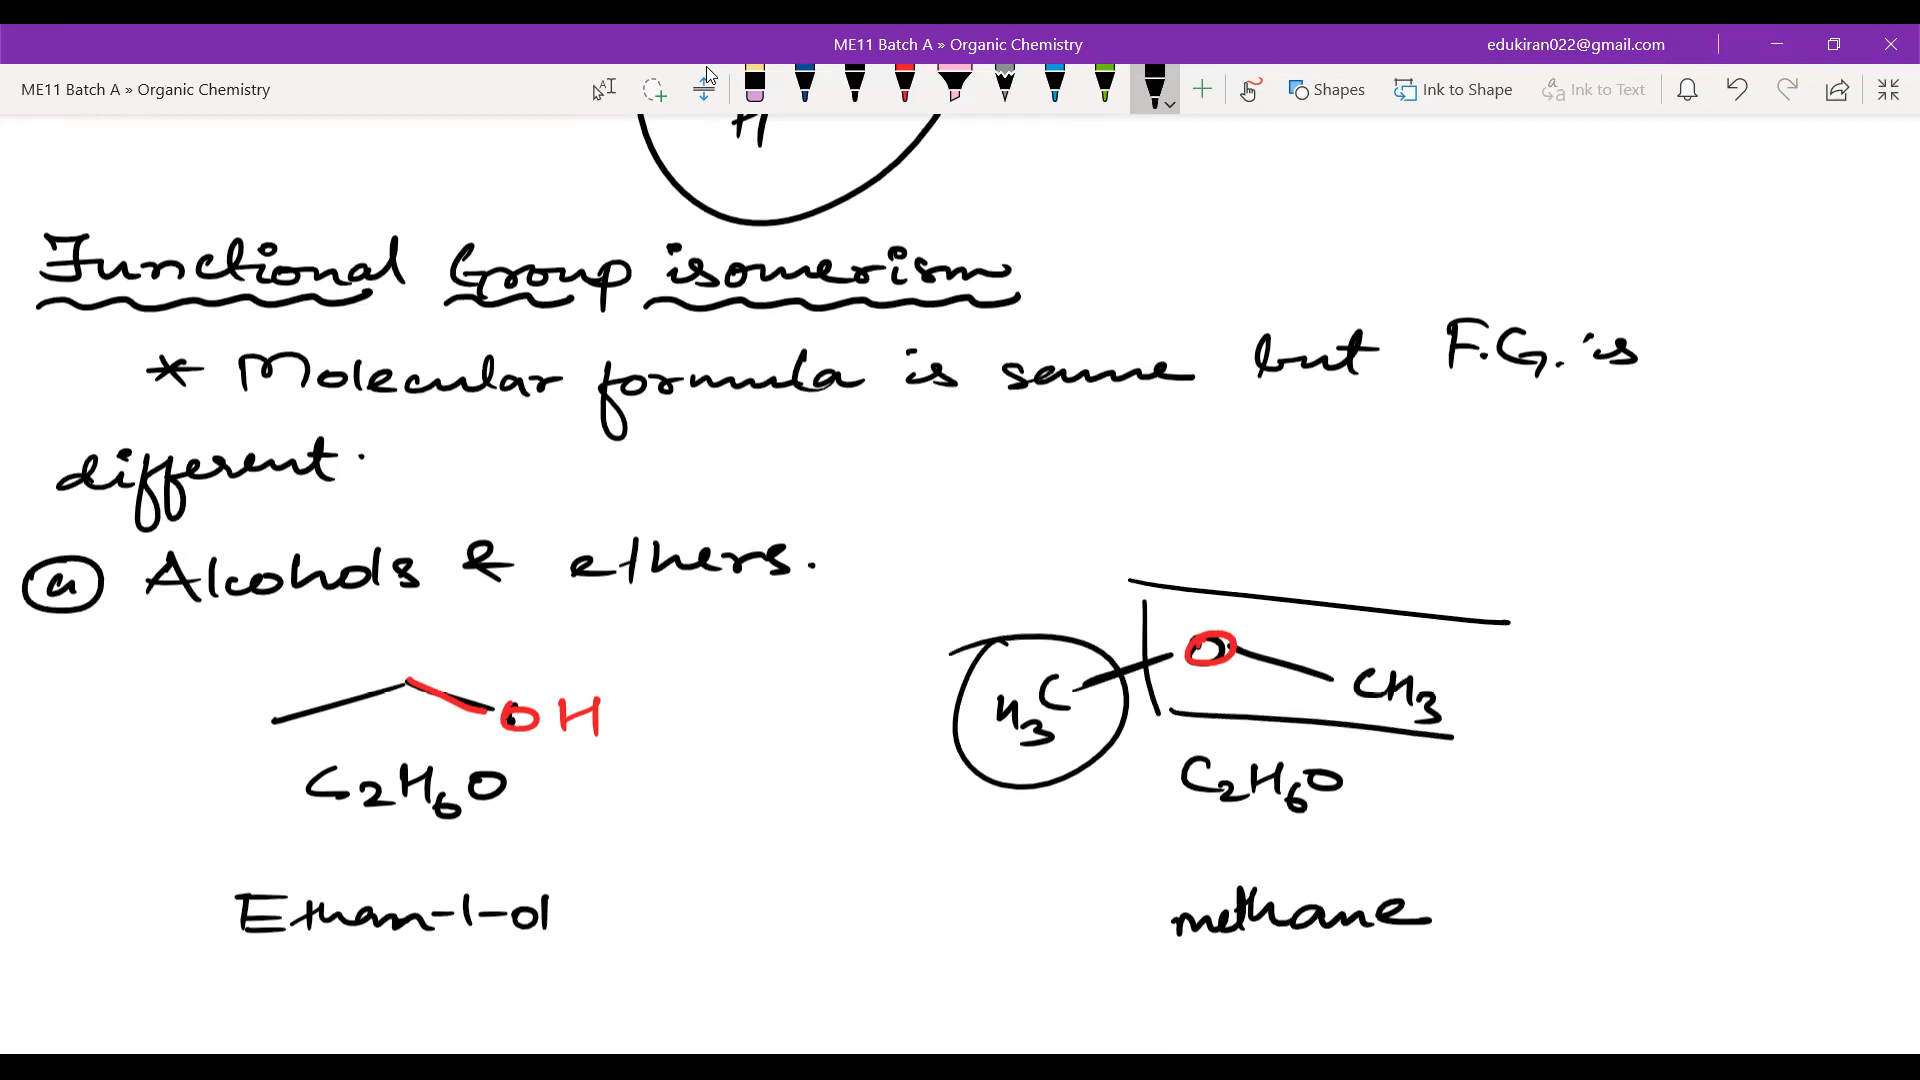 ME11 Batch A » Organic Chemistry
edukiran022@gmail.com
ME11 Batch A » Organic Chemistry
Shapes
Ink to Shape
Ink to Text
H
Functional Group isomerism
* Molecular formula is same but F.G. is
different.
(a) Alcohols & ethers.
OH
H3C O CH3
C2H6O
C2H6O
Ethan-1-ol
methane